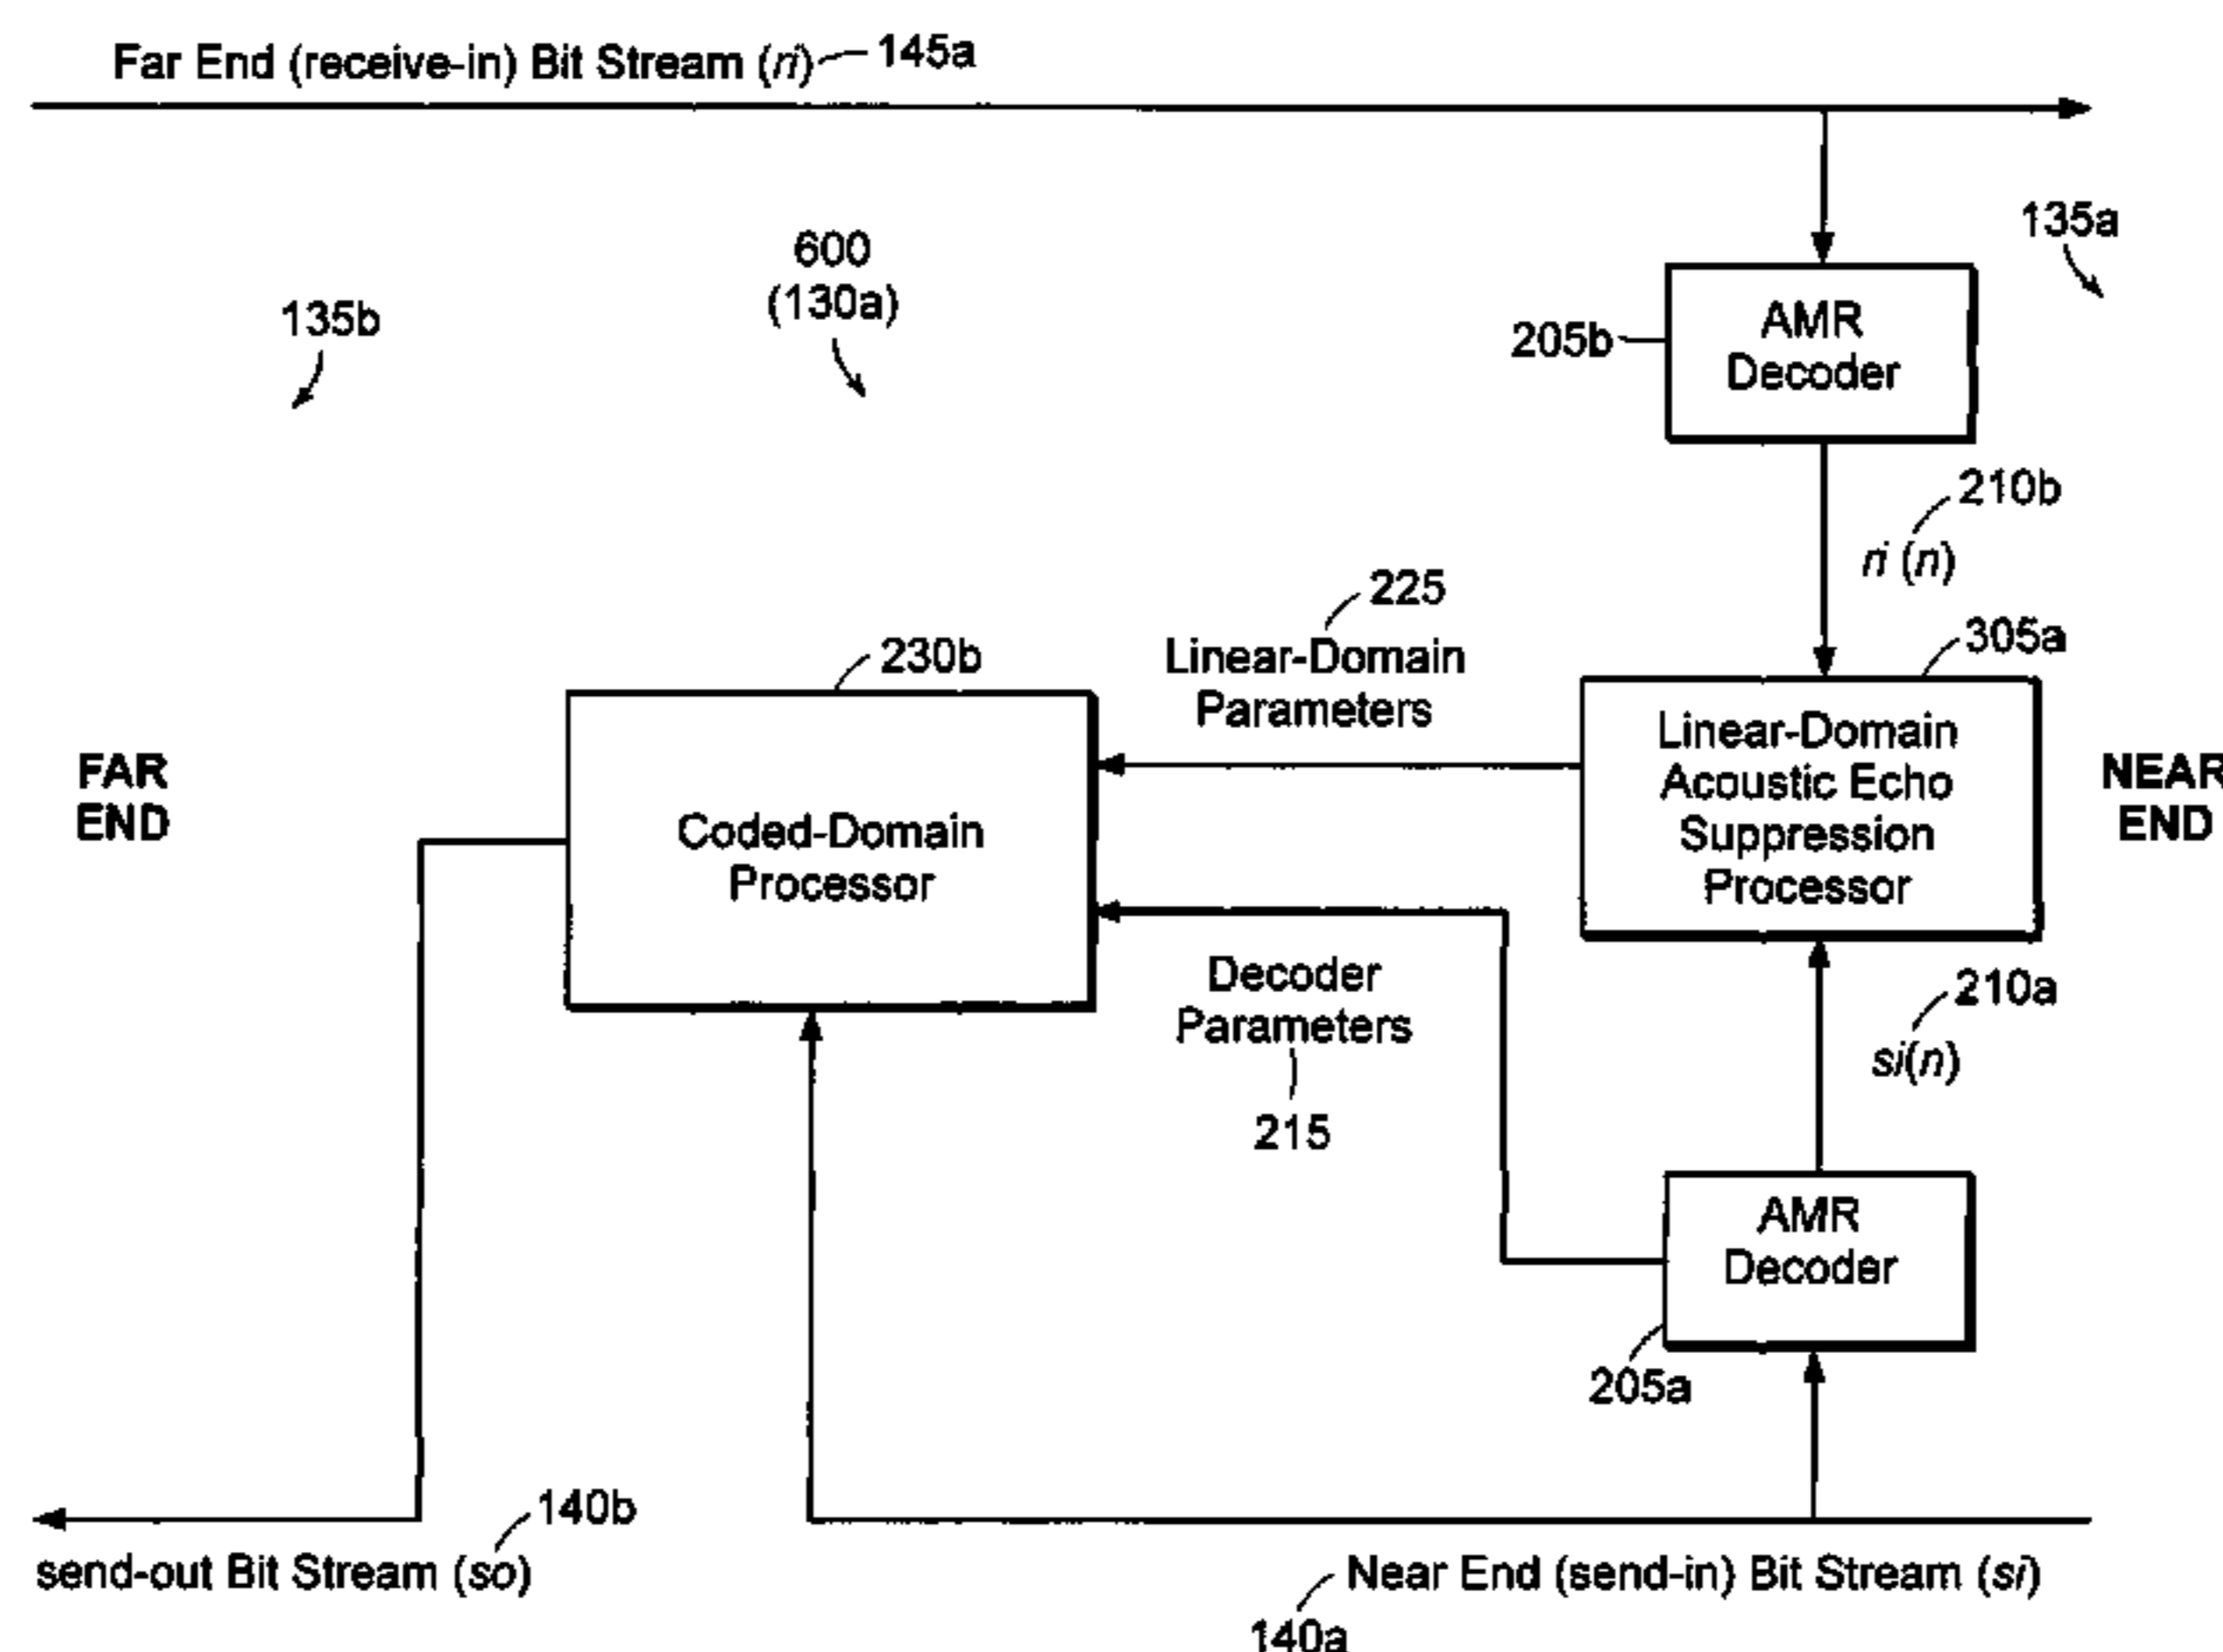 Far End (receive-in) Bit Stream (ri) 145a
135a
600
(130a)
135b
AMR
Decoder
205b
210b
ri (n)
225
Linear-Domain
Parameters
305a
230b
Linear-Domain
Acoustic Echo
Suppression
Processor
FAR
END
NEAR
END
Coded-Domain
Processor
Decoder
Parameters
215
210a
si(n)
AMR
Decoder
205a
140b
send-out Bit Stream (so)
Near End (send-in) Bit Stream (si)
140a